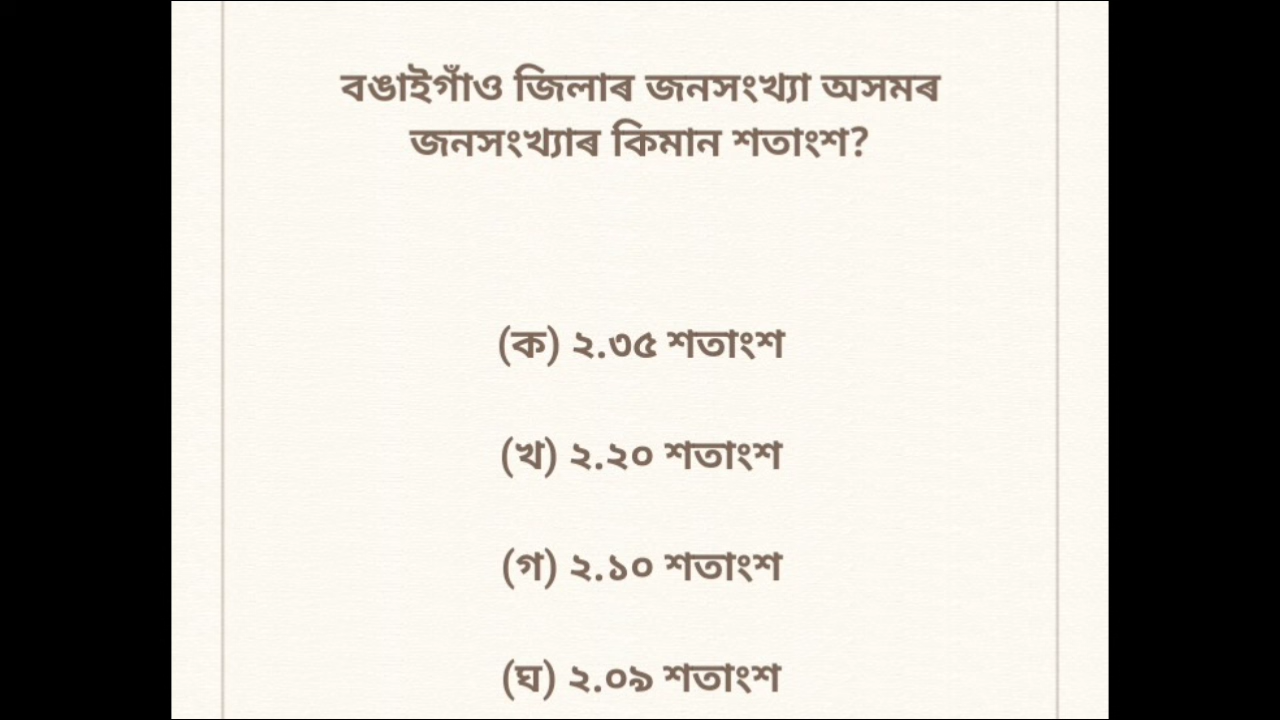 বঙাইগাঁও জিলাৰ জনসংখ্যা অসমৰ
জনসংখ্যাৰ কিমান শতাংশ?
(ক) ২.৩৫ শতাংশ
(খ) ২.২০ শতাংশ
(গ) ২.১০ শতাংশ
(ঘ) ২.০৯ শতাংশ